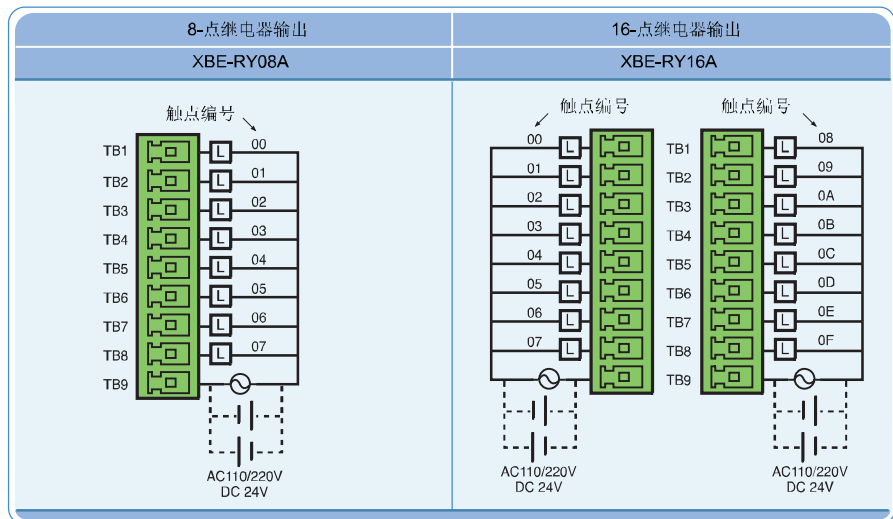 8-点继电器输出
16-点继电器输出
XBE-RY08A
XBE-RY16A
触点编号
TB1
L
00
TB2
L
01
TB3
L
02
TB4
L
03
TB5
L
04
TB6
L
05
TB7
L
06
TB8
L
07
TB9
AC110/220V
DC 24V
触点编号
00
L
01
L
02
L
03
L
04
L
05
L
06
L
07
L
AC110/220V
DC 24V
触点编号
TB1
L
08
TB2
L
09
TB3
L
0A
TB4
L
0B
TB5
L
0C
TB6
L
0D
TB7
L
0E
TB8
L
0F
TB9
AC110/220V
DC 24V